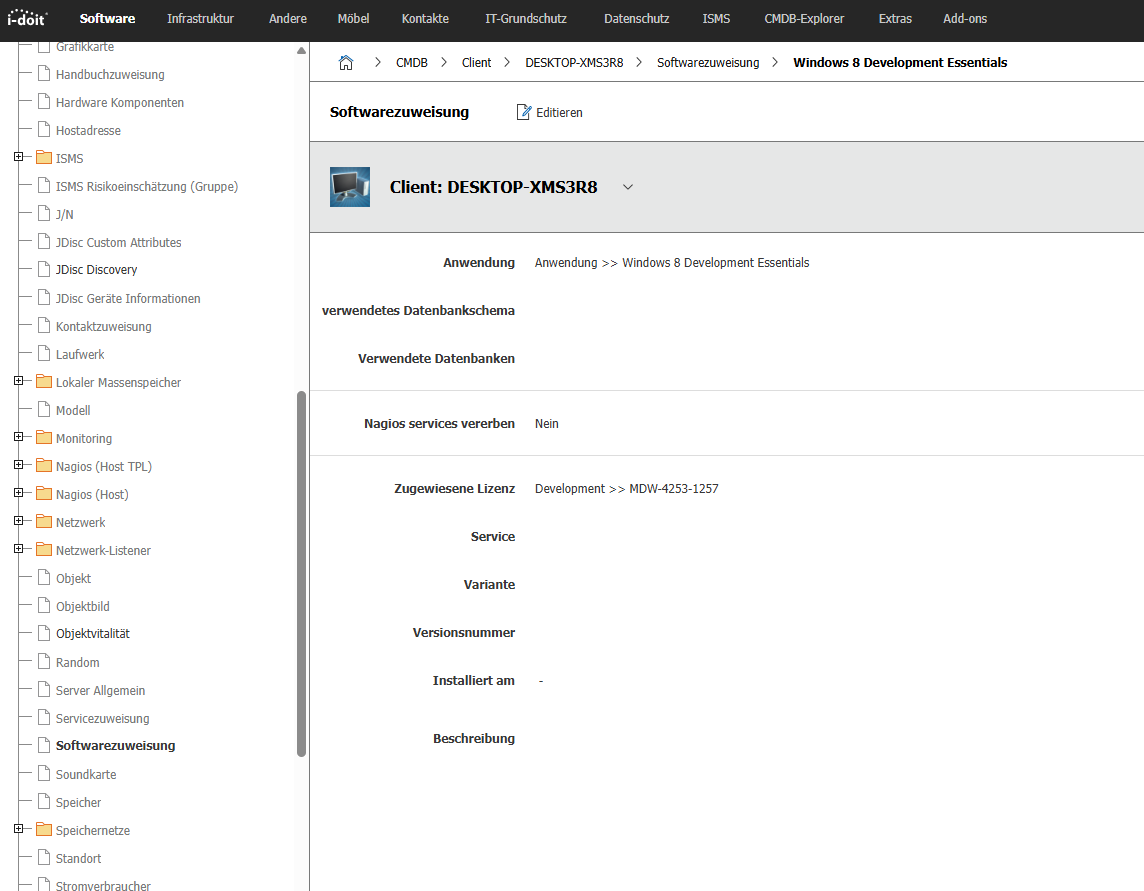 i-doit Software Infrastruktur Andere Möbel Kontakte IT-Grundschutz Datenschutz ISMS CMDB-Explorer Extras Add-ons
Grafikkarte
Handbuchzuweisung
Hardware Komponenten
Hostadresse
ISMS
ISMS Risikoeinschätzung (Gruppe)
J/N
JDisc Custom Attributes
JDisc Discovery
JDisc Geräte Informationen
Kontaktzuweisung
Laufwerk
Lokaler Massenspeicher
Modell
Monitoring
Nagios (Host TPL)
Nagios (Host)
Netzwerk
Netzwerk-Listener
Objekt
Objektbild
Objektvitalität
Random
Server Allgemein
Servicezuweisung
Softwarezuweisung
Soundkarte
Speicher
Speichernetze
Standort
Stromverbraucher
CMDB > Client > DESKTOP-XMS3R8 > Softwarezuweisung > Windows 8 Development Essentials
Softwarezuweisung Editieren
Client: DESKTOP-XMS3R8
Anwendung Anwendung >> Windows 8 Development Essentials
verwendetes Datenbankschema
Verwendete Datenbanken
Nagios services vererben Nein
Zugewiesene Lizenz Development >> MDW-4253-1257
Service
Variante
Versionsnummer
Installiert am -
Beschreibung